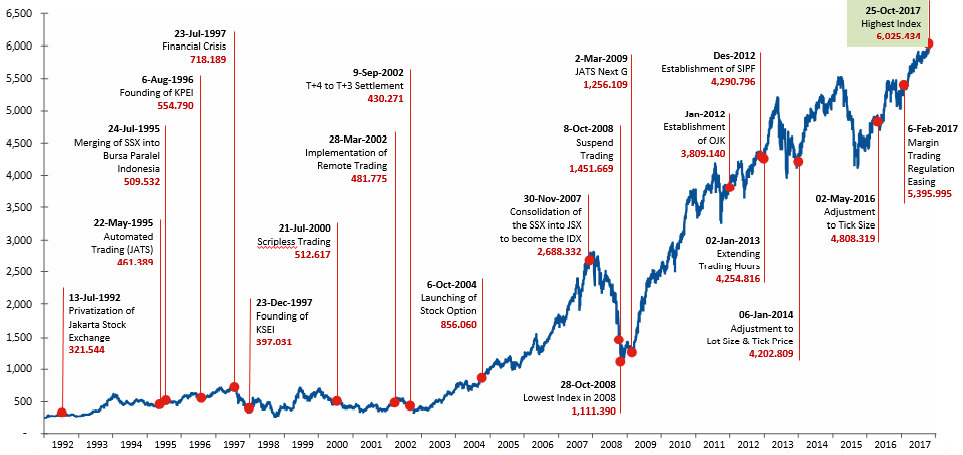 6,500
6,000
5,500
5,000
4,500
4,000
3,500
3,000
2,500
2,000
1,500
1,000
500
-
13-Jul-1992
Privatization of
Jakarta Stock
Exchange
321.544
22-May-1995
Automated
Trading (JATS)
461.389
24-Jul-1995
Merging of SSX into
Bursa Paralel
Indonesia
509.532
6-Aug-1996
Founding of KPEI
554.790
23-Jul-1997
Financial Crisis
718.189
23-Dec-1997
Founding of
KSEI
397.031
21-Jul-2000
Scripless Trading
512.617
28-Mar-2002
Implementation of
Remote Trading
481.775
9-Sep-2002
T+4 to T+3 Settlement
430.271
6-Oct-2004
Launching of
Stock Option
856.060
30-Nov-2007
Consolidation of
the SSX into JSX
to become the IDX
2,688.332
8-Oct-2008
Suspend
Trading
1,451.669
28-Oct-2008
Lowest Index in 2008
1,111.390
2-Mar-2009
JATS Next G
1,256.109
Jan-2012
Establishment
of OJK
3,809.140
Des-2012
Establishment of SIPF
4,290.796
02-Jan-2013
Extending
Trading Hours
4,254.816
06-Jan-2014
Adjustment to
Lot Size & Tick Price
4,202.809
02-May-2016
Adjustment
to Tick Size
4,808.319
6-Feb-2017
Margin
Trading
Regulation
Easing
5,395.995
25-Oct-2017
Highest Index
6,025.434
1992 1993 1994 1995 1996 1997 1998 1999 2000 2001 2002 2003 2004 2005 2006 2007 2008 2009 2010 2011 2012 2013 2014 2015 2016 2017